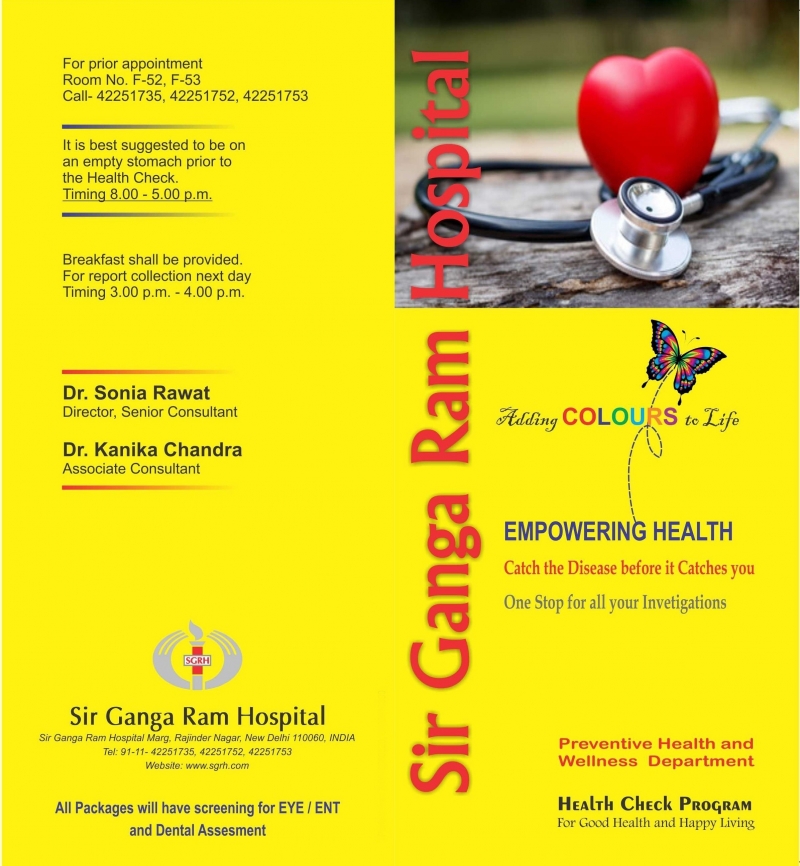 For prior appointment
Room No. F-52, F-53
Call- 42251735, 42251752, 42251753
It is best suggested to be on
an empty stomach prior to
the Health Check.
Timing 8.00 - 5.00 p.m.
Breakfast shall be provided.
For report collection next day
Timing 3.00 p.m. - 4.00 p.m.
Dr. Sonia Rawat
Director, Senior Consultant
Dr. Kanika Chandra
Associate Consultant
SGRH
Sir Ganga Ram Hospital
Sir Ganga Ram Hospital Marg, Rajinder Nagar, New Delhi 110060, INDIA
Tel: 91-11- 42251735, 42251752, 42251753
Website: www.sgrh.com
All Packages will have screening for EYE / ENT
and Dental Assesment
Sir Ganga Ram Hospital
Adding COLOURS to Life
EMPOWERING HEALTH
Catch the Disease before it Catches you
One Stop for all your Invetigations
Preventive Health and
Wellness Department
Health Check Program
For Good Health and Happy Living